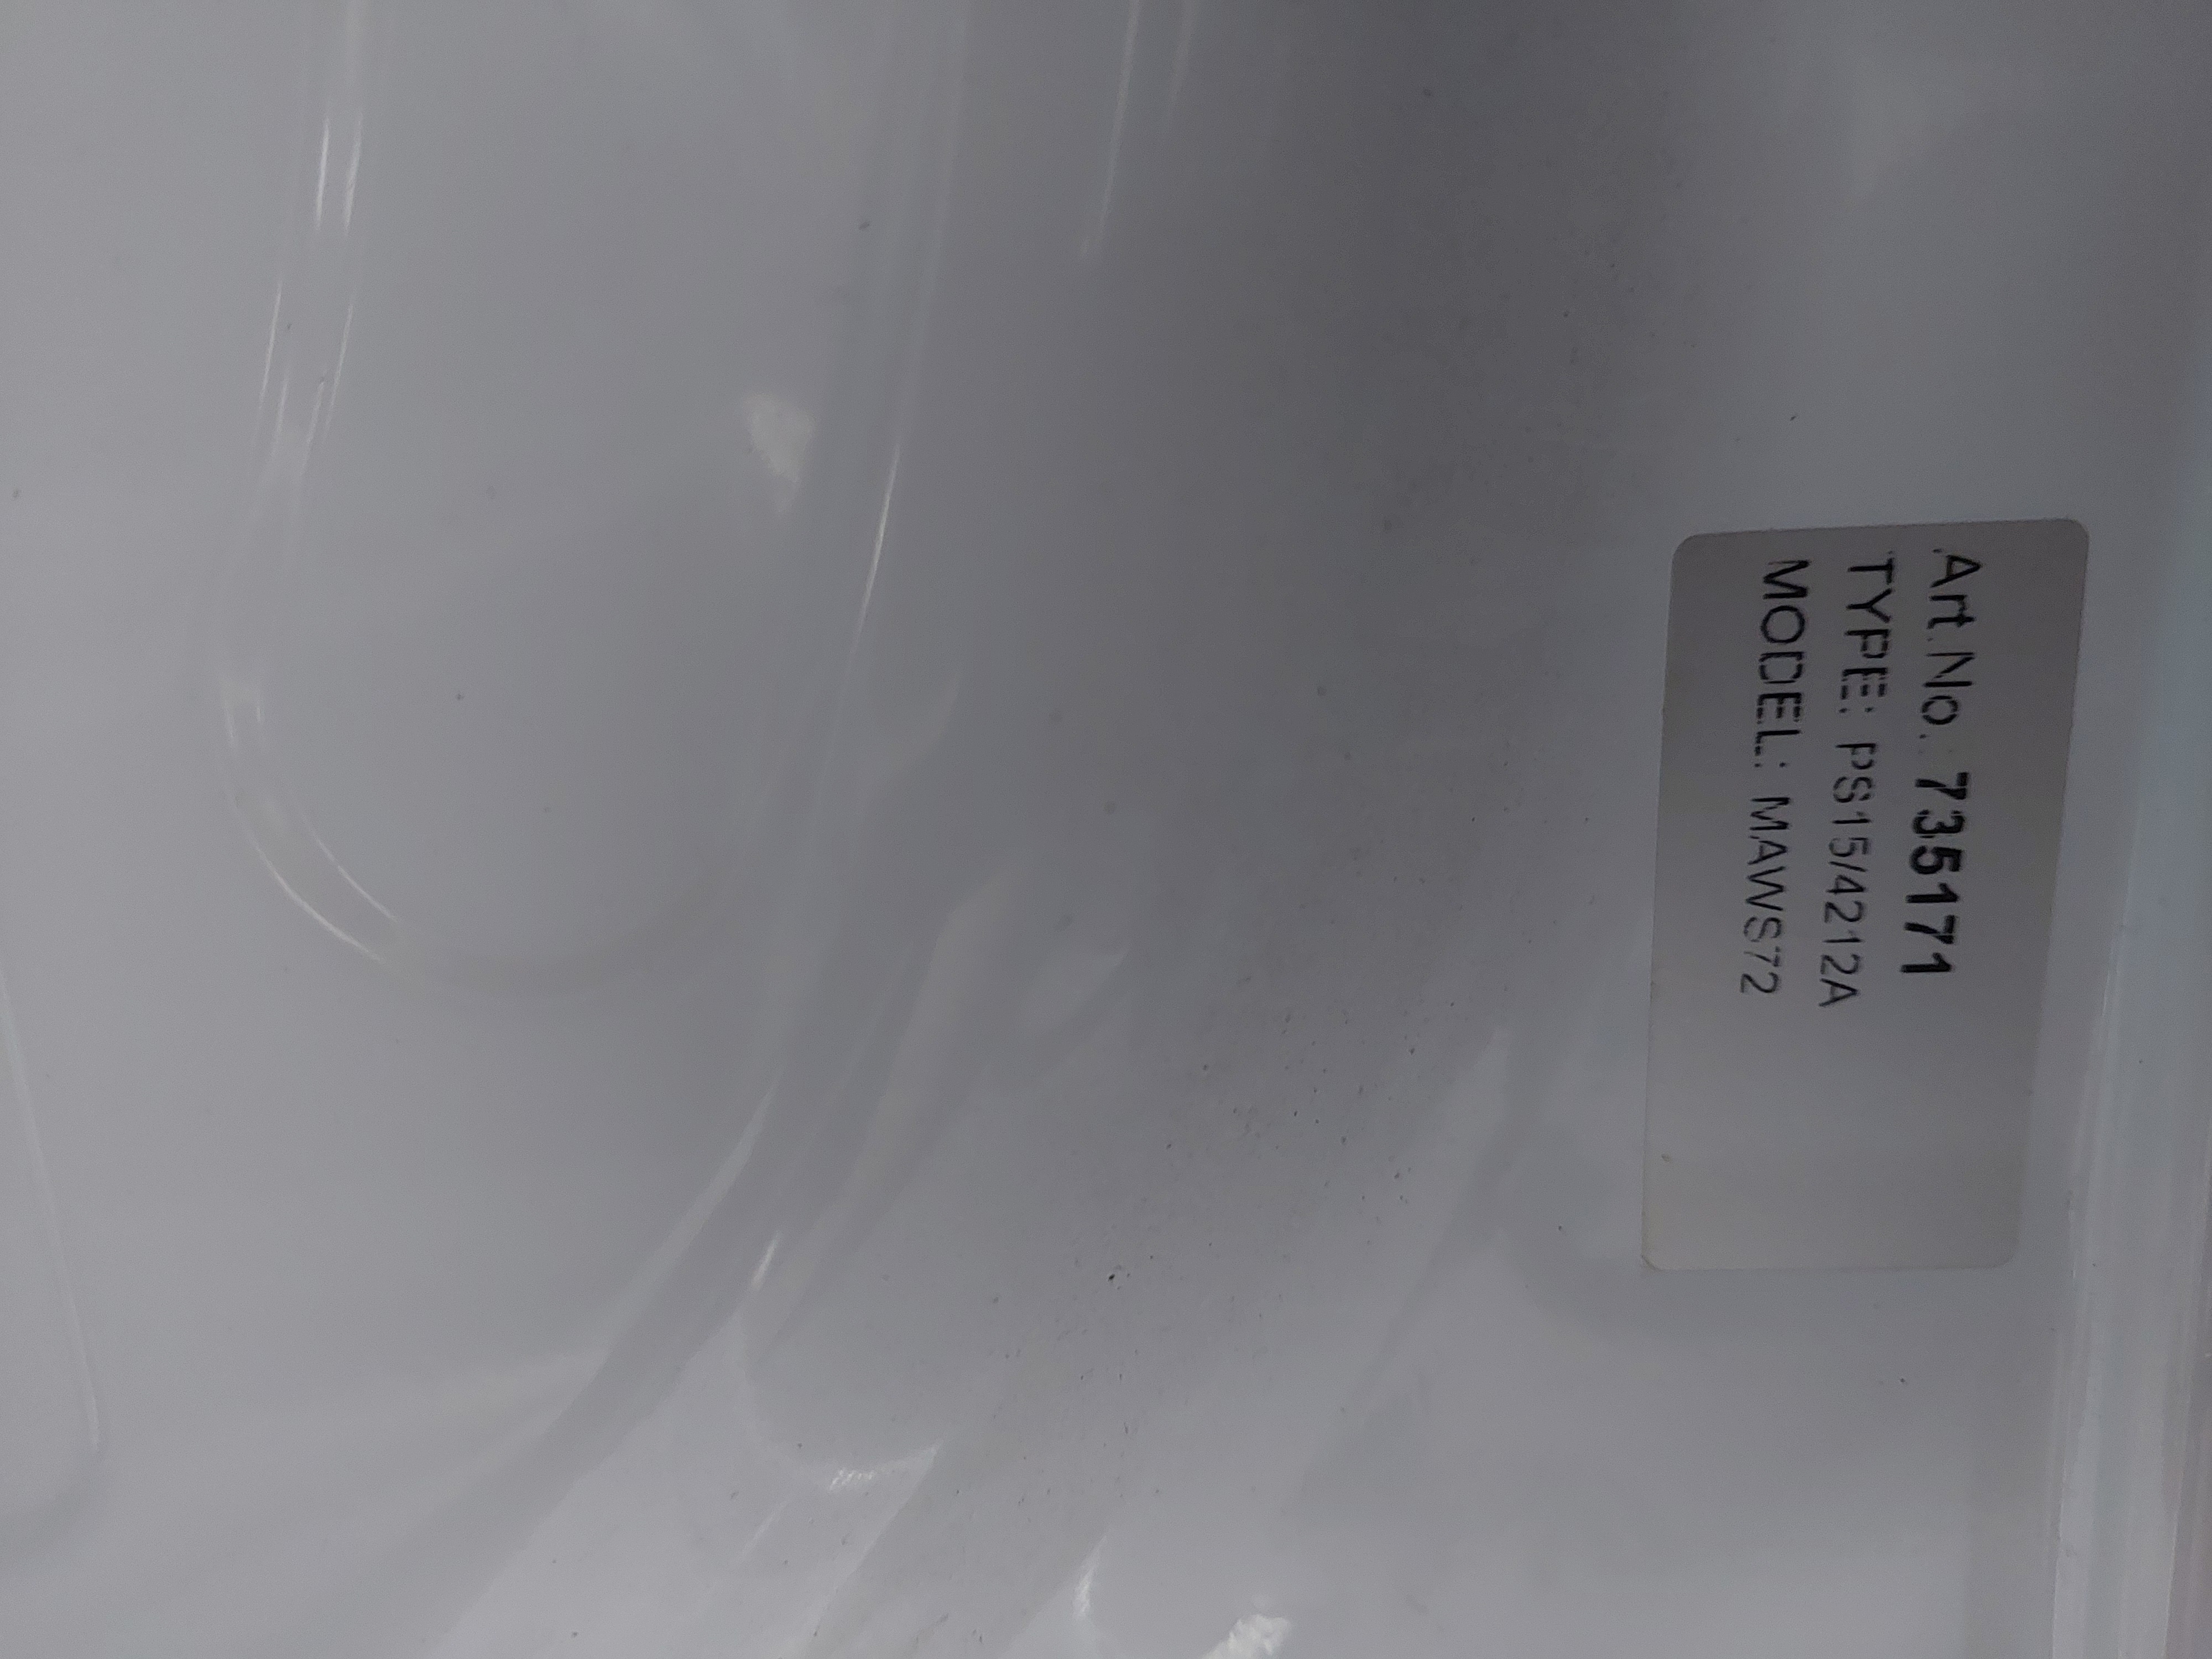 Art.No.: 735171
TYPE: PS15/4212A
MODEL: MAWS72